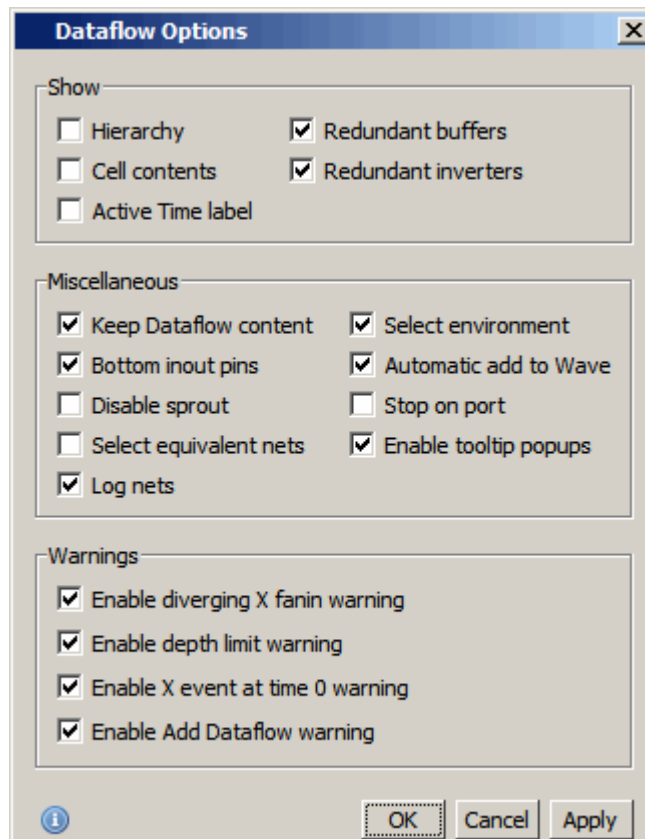 Dataflow Options
Show
Hierarchy
Redundant buffers
Cell contents
Redundant inverters
Active Time label
Miscellaneous
Keep Dataflow content
Select environment
Bottom inout pins
Automatic add to Wave
Disable sprout
Stop on port
Select equivalent nets
Enable tooltip popups
Log nets
Warnings
Enable diverging X fanin warning
Enable depth limit warning
Enable X event at time 0 warning
Enable Add Dataflow warning
OK
Cancel
Apply